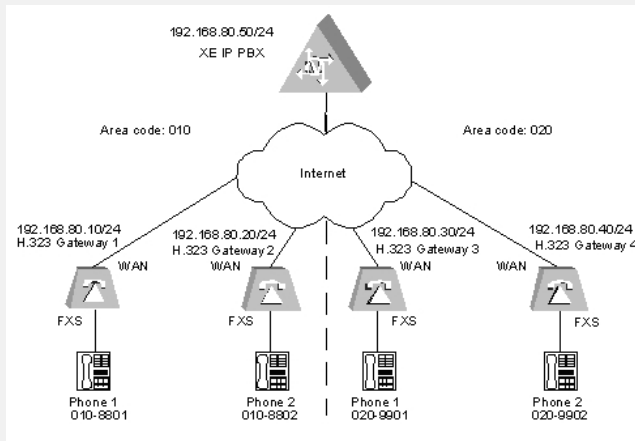 192.168.80.50/24
XE IP PBX
Area code: 010
Area code: 020
Internet
192.168.80.10/24
H.323 Gateway 1
192.168.80.20/24
H.323 Gateway 2
192.168.80.30/24
H.323 Gateway 3
192.168.80.40/24
H.323 Gateway 4
WAN
WAN
WAN
WAN
FXS
FXS
FXS
FXS
Phone 1
010-8801
Phone 2
010-8802
Phone 1
020-9901
Phone 2
020-9902